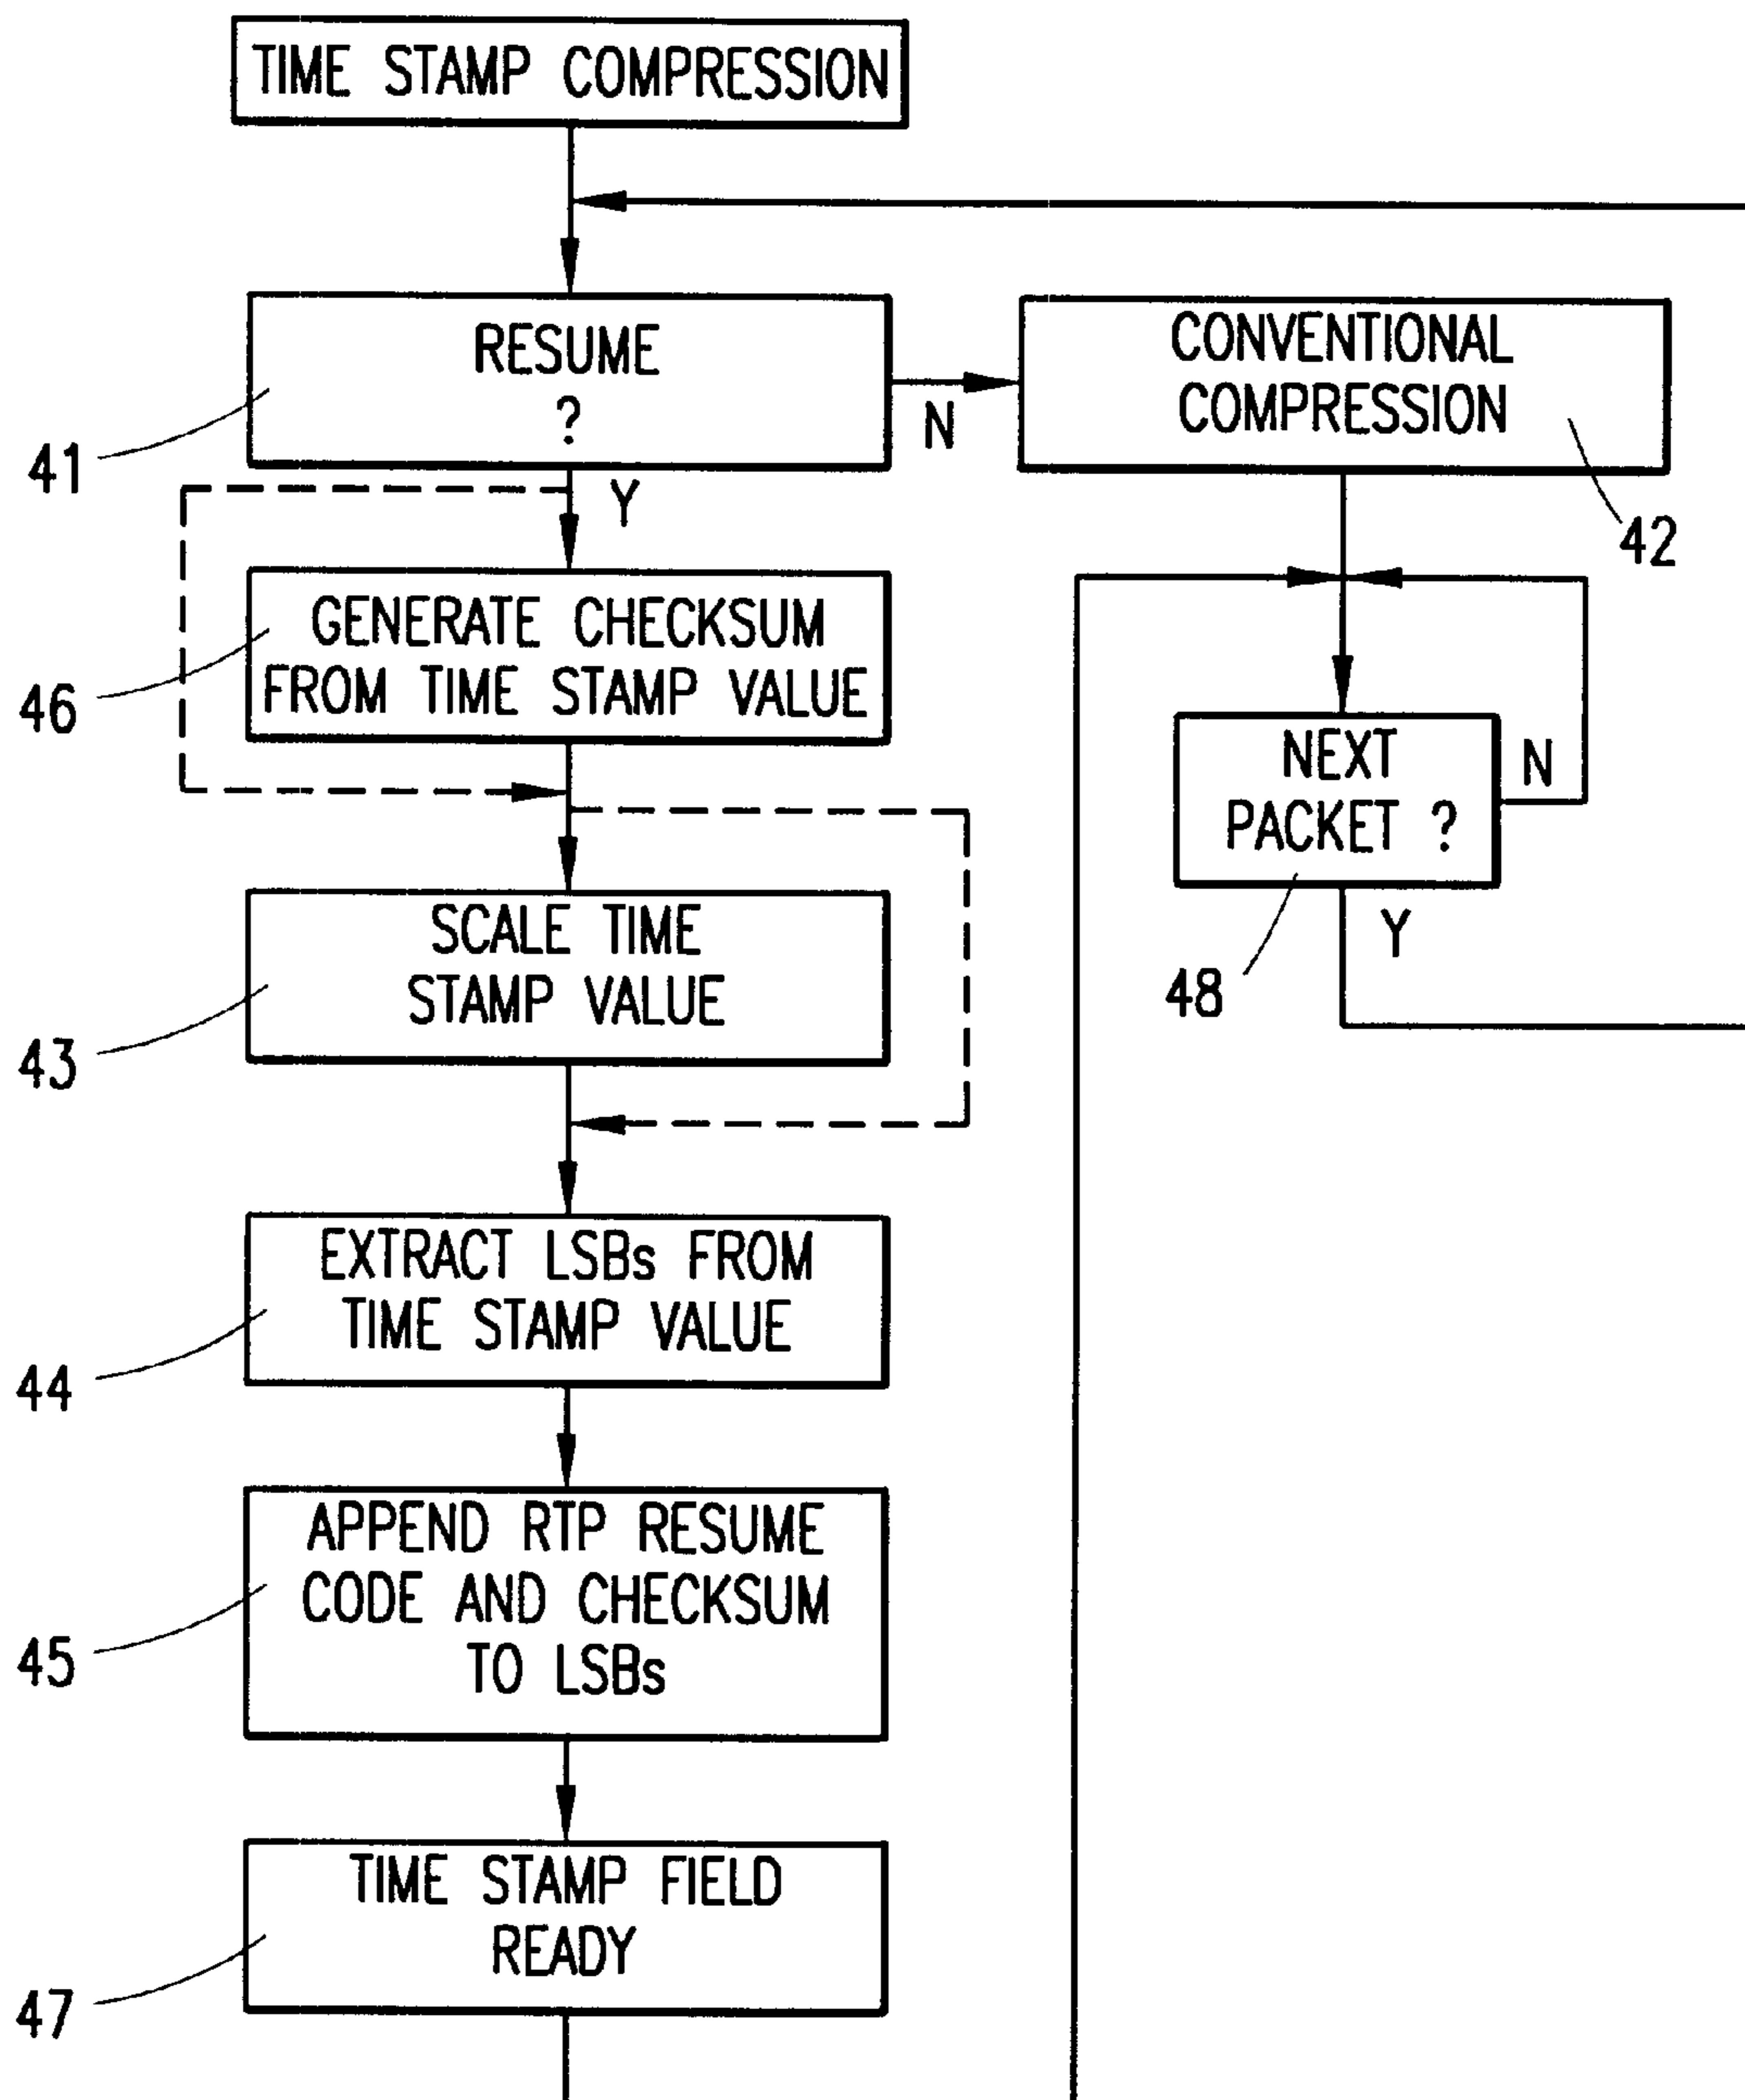 TIME STAMP COMPRESSION
RESUME
?
41
N
Y
CONVENTIONAL
COMPRESSION
42
GENERATE CHECKSUM
FROM TIME STAMP VALUE
46
NEXT
PACKET ?
N
48
Y
SCALE TIME
STAMP VALUE
43
EXTRACT LSBs FROM
TIME STAMP VALUE
44
APPEND RTP RESUME
CODE AND CHECKSUM
TO LSBs
45
TIME STAMP FIELD
READY
47